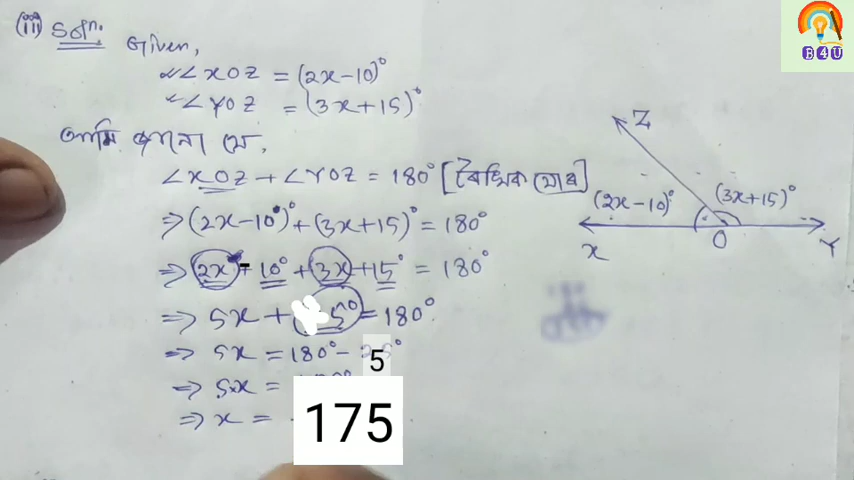 (iii) Soln.
Given,
∠XOZ = (2x-10)°
∠YOZ = (3x+15)°
∠XOZ + ∠YOZ = 180° [ৰৈখিক যোৰ]
⇒ (2x-10°)° + (3x+15)° = 180°
⇒ 2x - 10° + 3x + 15° = 180°
⇒ 5x + 5° = 180°
⇒ 5x = 180° - 5
⇒ 5x =
⇒ x =
175
Z
(2x-10)° (3x+15)°
X O Y
B4U